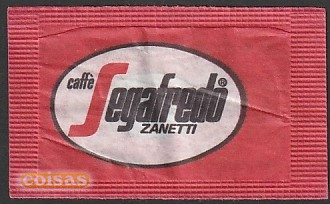 caffè
Segafredo®
ZANETTI
coisas